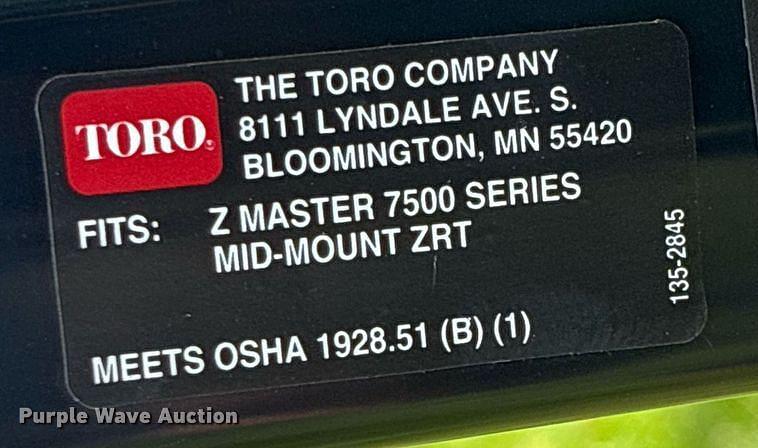 TORO
THE TORO COMPANY
8111 LYNDALE AVE. S.
BLOOMINGTON, MN 55420
FITS: Z MASTER 7500 SERIES
MID-MOUNT ZRT
135-2845
MEETS OSHA 1928.51 (B) (1)
Purple Wave Auction